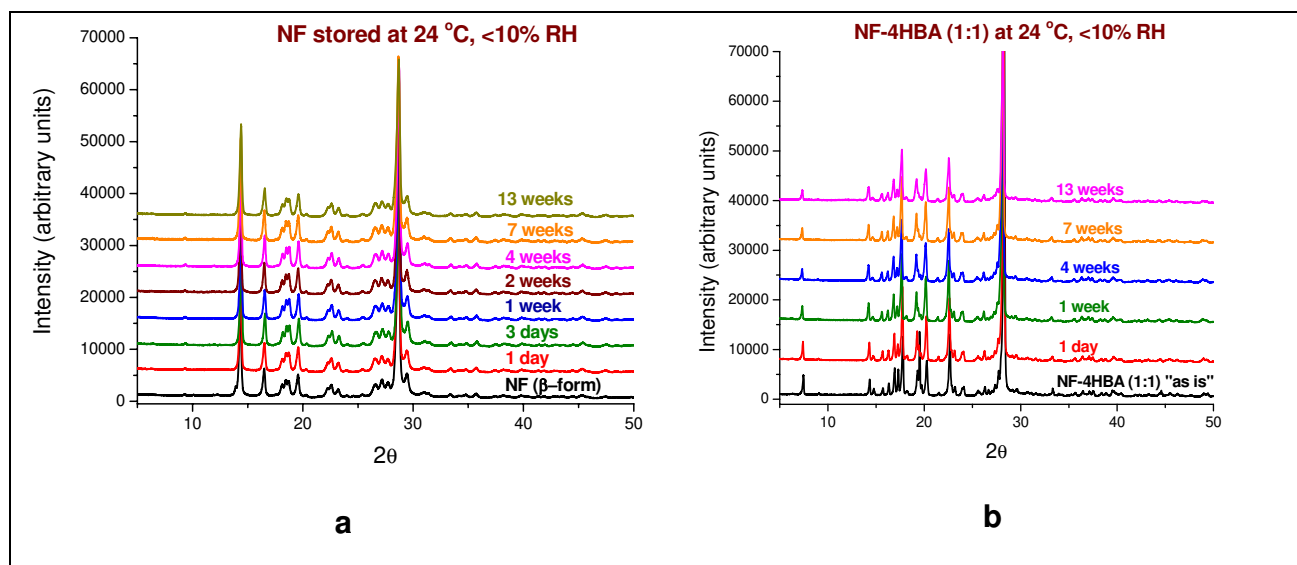 NF stored at 24 °C, <10% RH
70000
60000
50000
40000
30000
20000
10000
0
Intensity (arbitrary units)
13 weeks
7 weeks
4 weeks
2 weeks
1 week
3 days
1 day
NF (β–form)
10
20
30
40
50
2θ
a
NF-4HBA (1:1) at 24 °C, <10% RH
70000
60000
50000
40000
30000
20000
10000
0
Intensity (arbitrary units)
13 weeks
7 weeks
4 weeks
1 week
1 day
NF-4HBA (1:1) "as is"
10
20
30
40
50
2θ
b